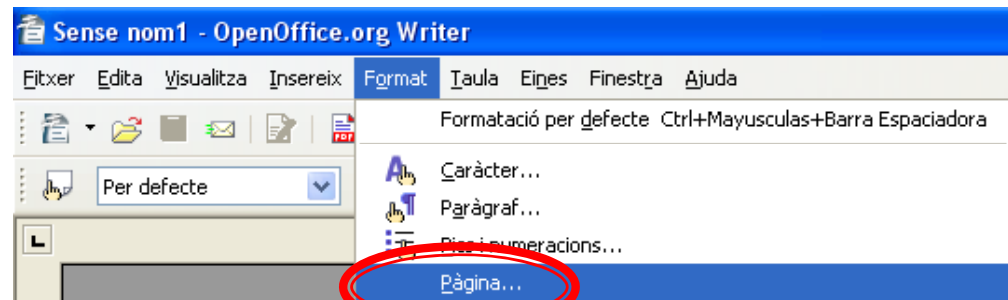 Sense nom1 - OpenOffice.org Writer
Fitxer Edita Visualitza Insereix Format Taula Eines Finestra Ajuda
Formatació per defecte Ctrl+Mayusculas+Barra Espaciadora
PDF
Caràcter...
Per defecte
Paràgraf...
Pics i numeracions...
Pàgina...